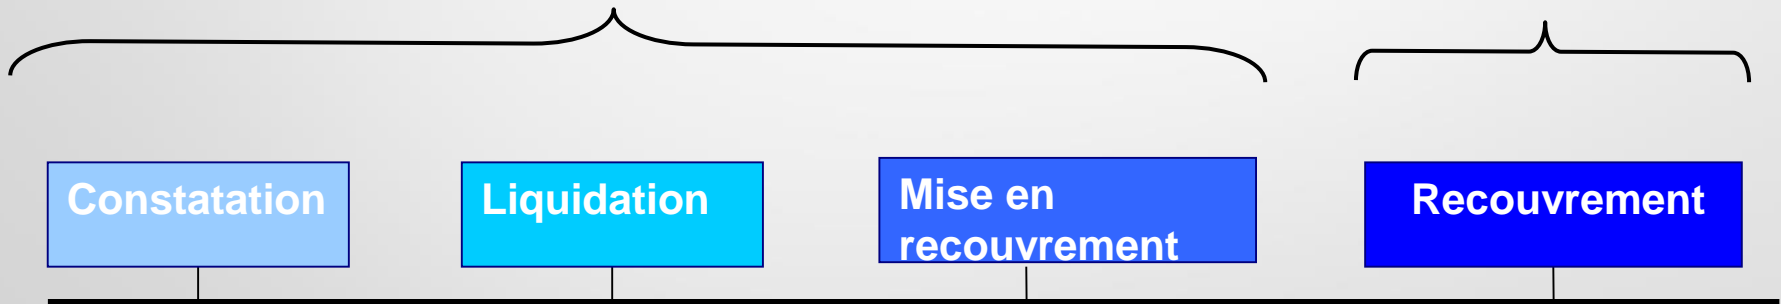 Constatation
Liquidation
Mise en
recouvrement
Recouvrement